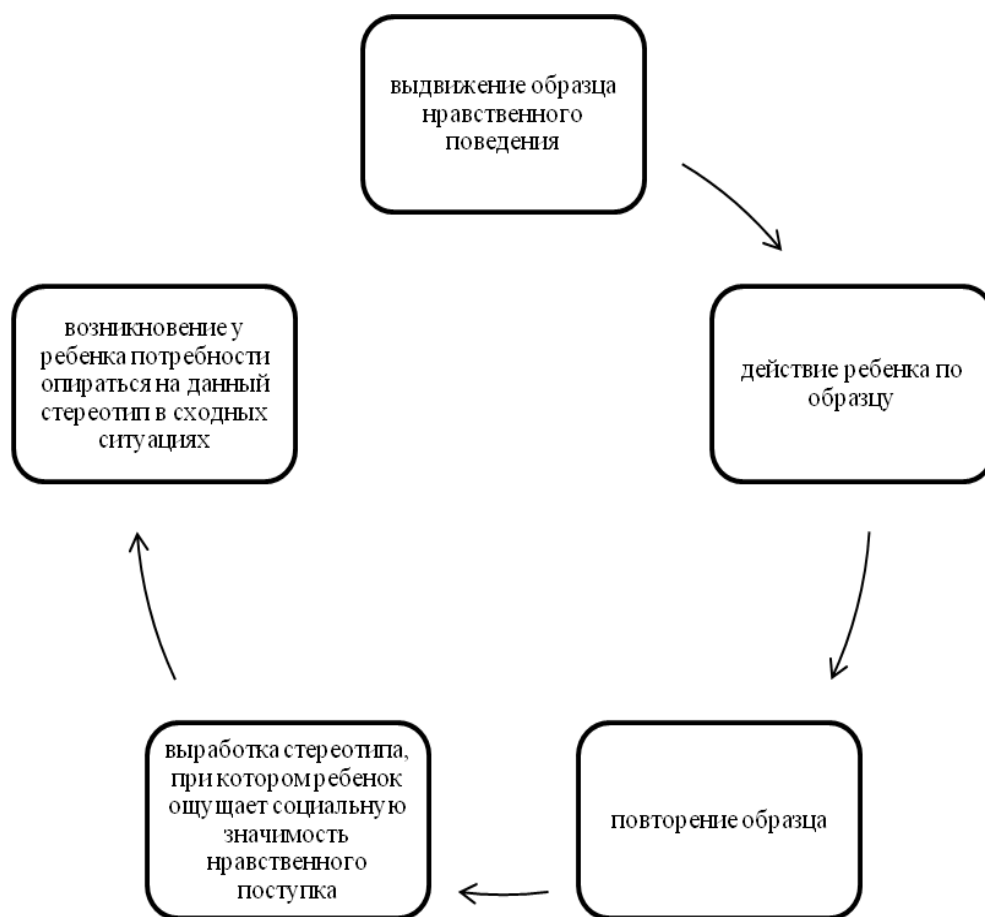 выдвижение образца
нравственного
поведения
действие ребенка по
образцу
повторение образца
выработка стереотипа,
при котором ребенок
ощущает социальную
значимость
нравственного
поступка
возникновение у
ребенка потребности
опираться на данный
стереотип в сходных
ситуациях